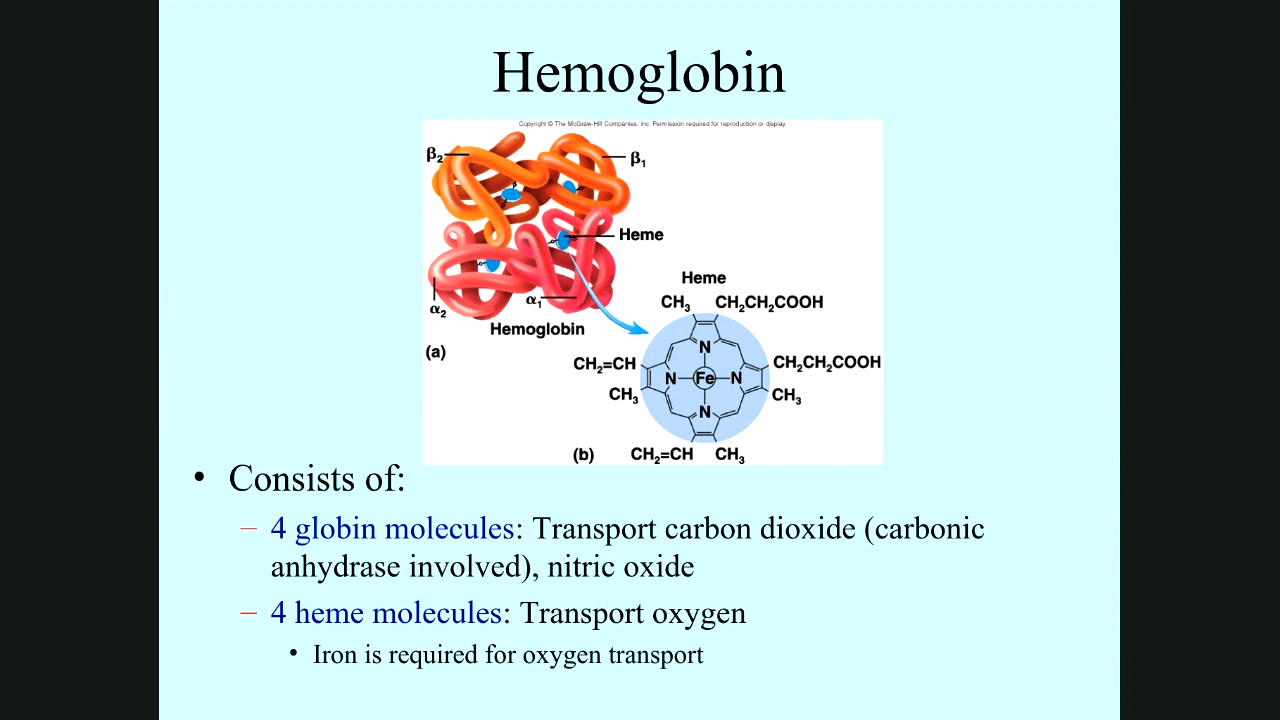 Hemoglobin
Copyright © The McGraw-Hill Companies, Inc. Permission required for reproduction or display.
β₂
β₁
Heme
α₂
α₁
Hemoglobin
(a)
Heme
CH₃ CH₂CH₂COOH
N
CH₂=CH CH₂CH₂COOH
N Fe N
CH₃ CH₃
N
(b) CH₂=CH CH₃
• Consists of:
– 4 globin molecules: Transport carbon dioxide (carbonic
anhydrase involved), nitric oxide
– 4 heme molecules: Transport oxygen
• Iron is required for oxygen transport